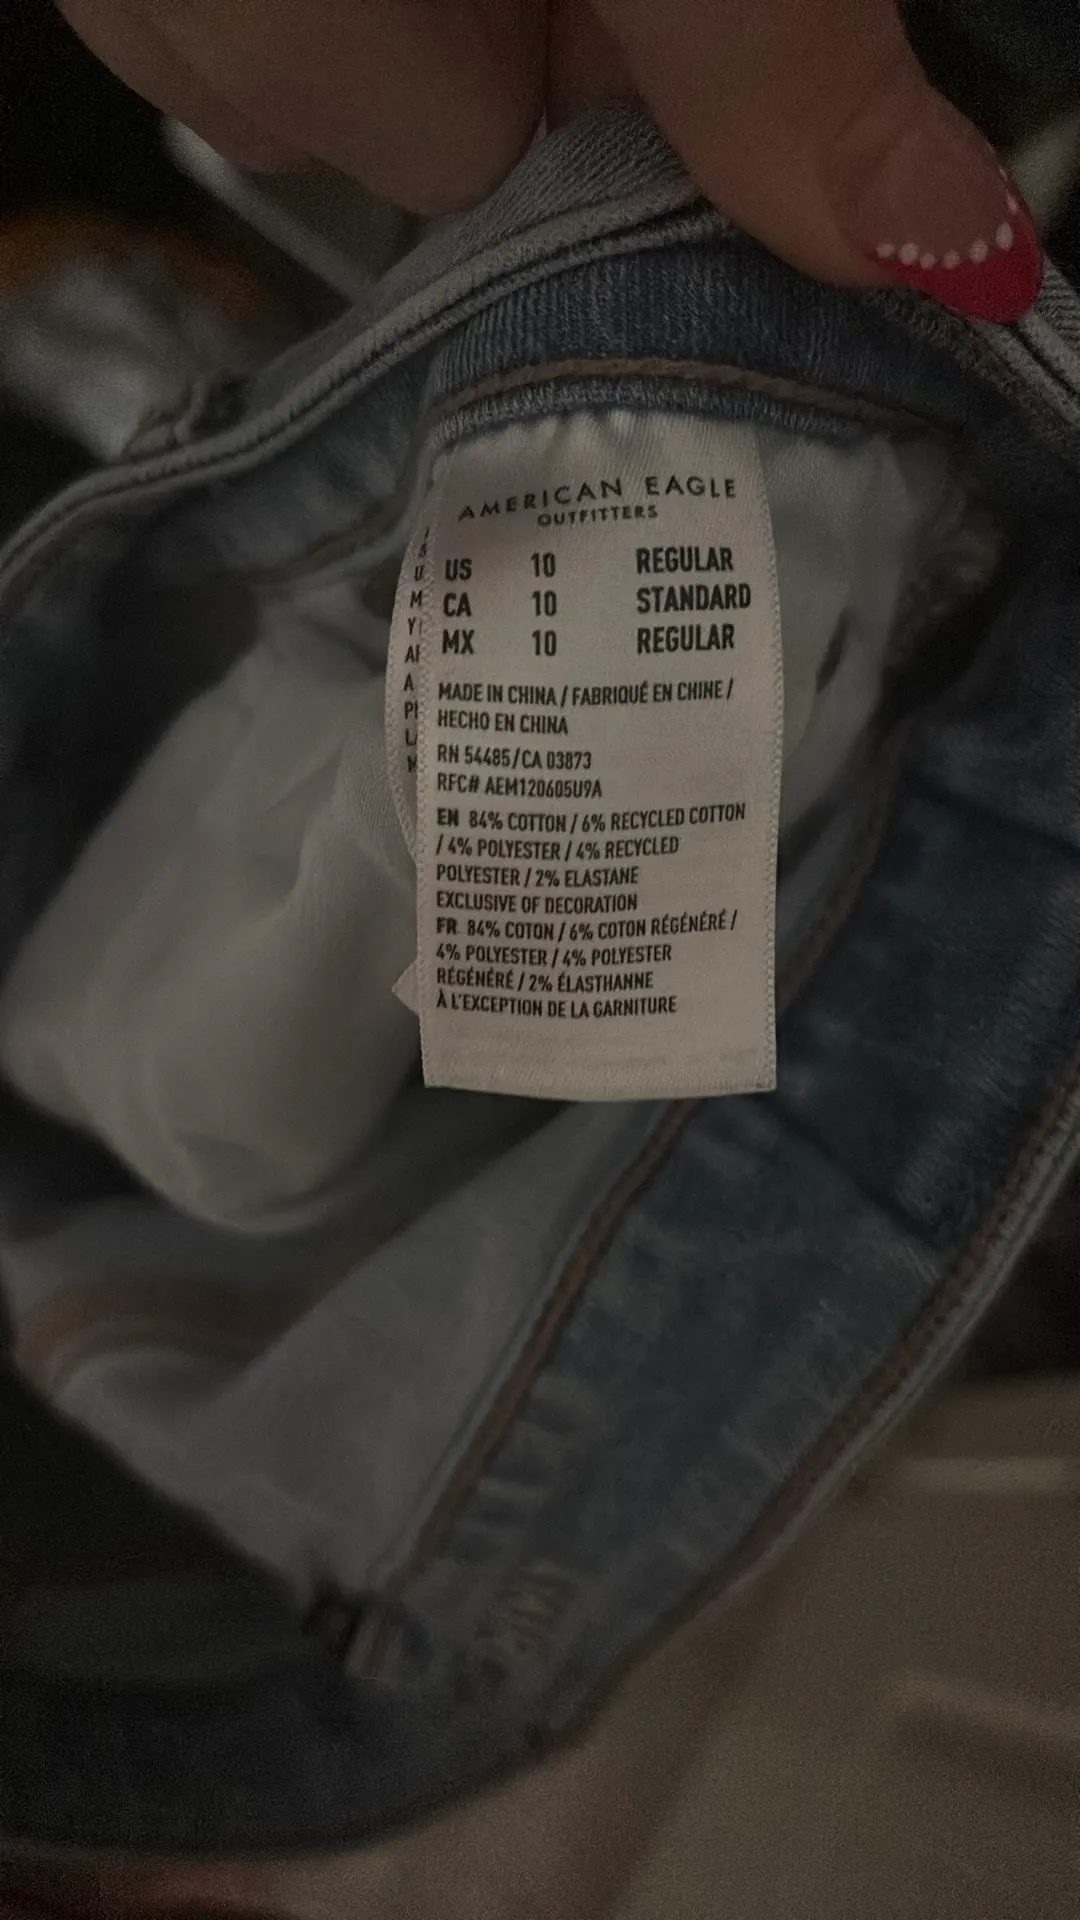 AMERICAN EAGLE
OUTFITTERS
US 10 REGULAR
CA 10 STANDARD
MX 10 REGULAR
MADE IN CHINA / FABRIQUÉ EN CHINE /
HECHO EN CHINA
RN 54485/CA 03873
RFC# AEM120605U9A
EN 84% COTTON / 6% RECYCLED COTTON
/ 4% POLYESTER / 4% RECYCLED
POLYESTER / 2% ELASTANE
EXCLUSIVE OF DECORATION
FR 84% COTON / 6% COTON RÉGÉNÉRÉ /
4% POLYESTER / 4% POLYESTER
RÉGÉNÉRÉ / 2% ÉLASTHANNE
À L'EXCEPTION DE LA GARNITURE